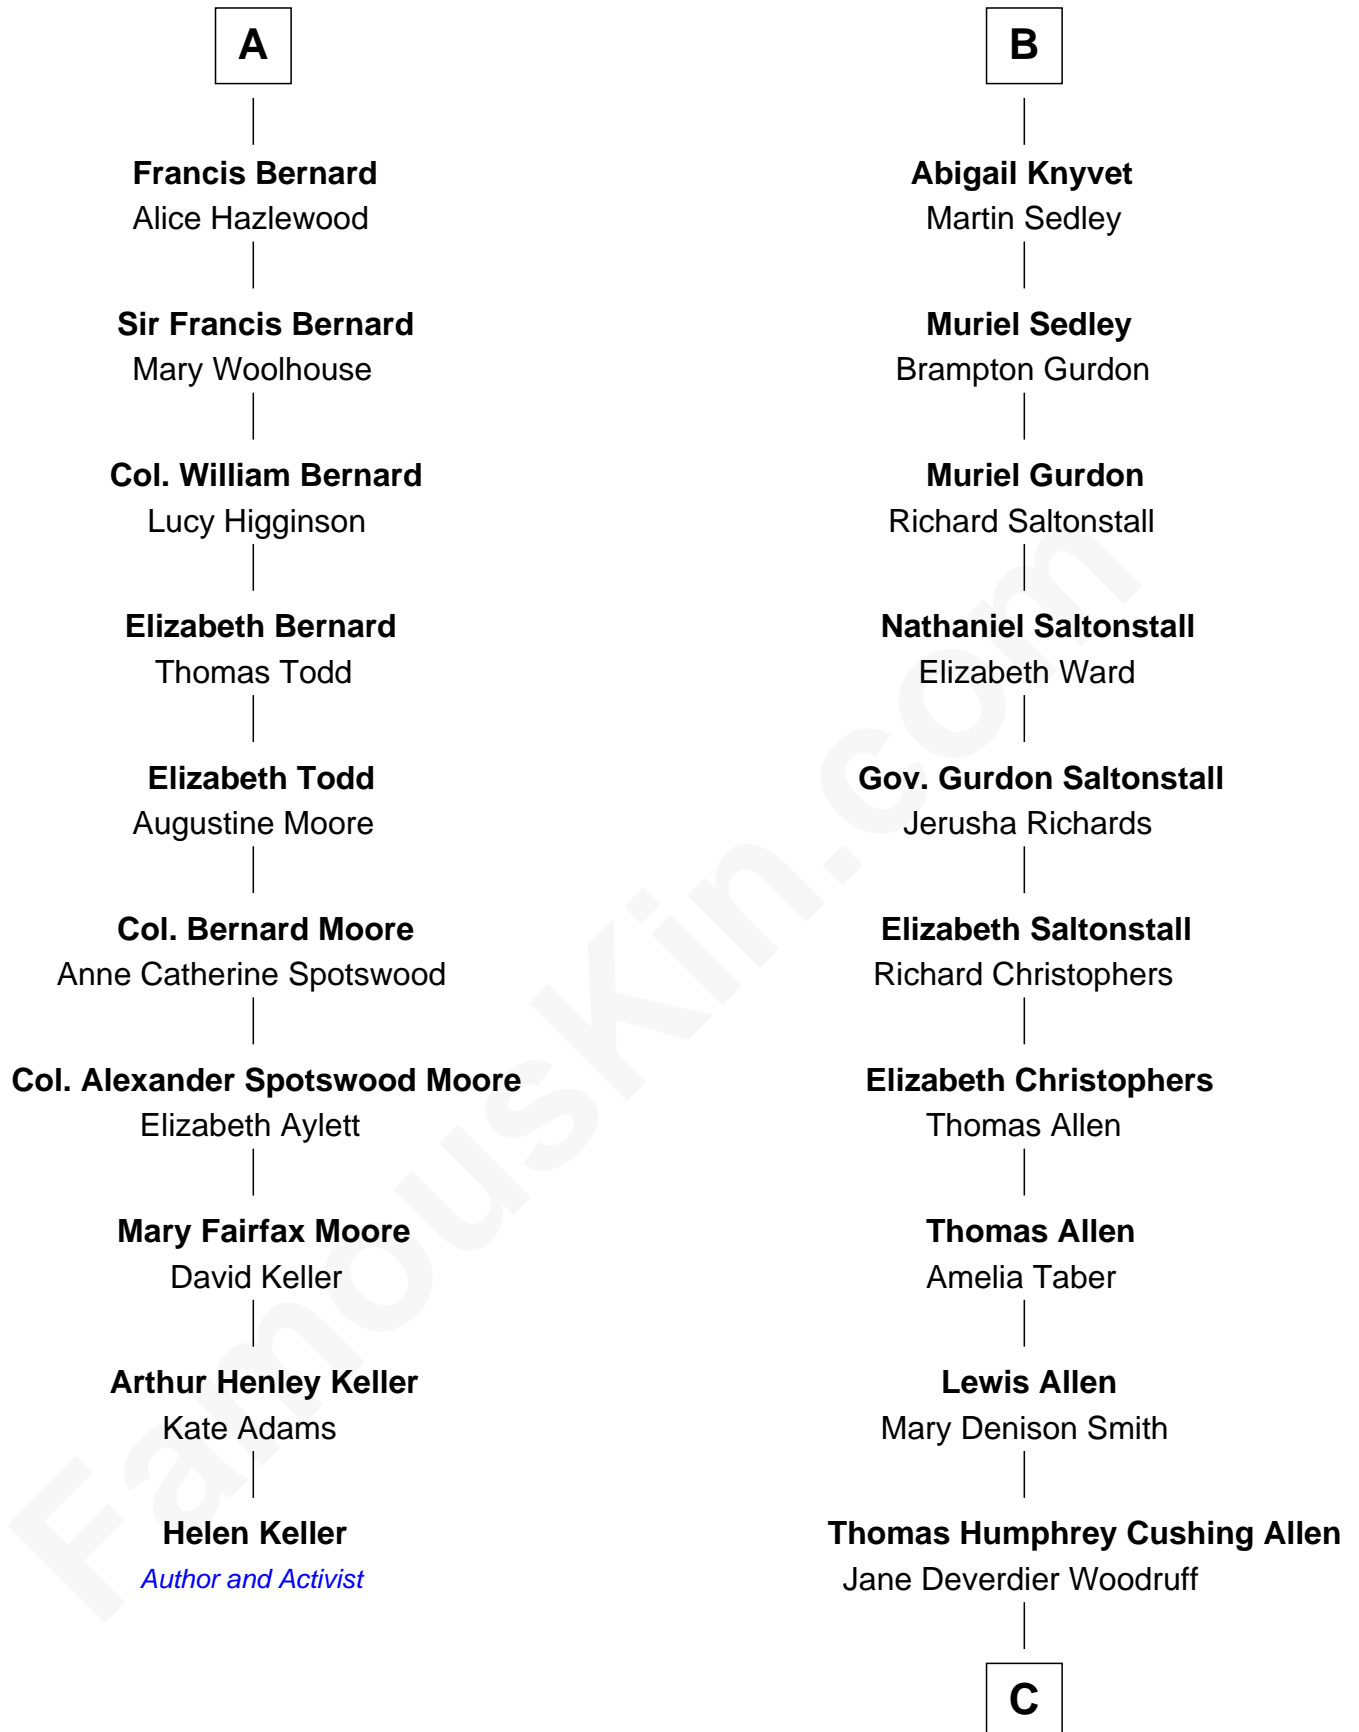 A
Francis Bernard
Alice Hazlewood
Sir Francis Bernard
Mary Woolhouse
Col. William Bernard
Lucy Higginson
Elizabeth Bernard
Thomas Todd
Elizabeth Todd
Augustine Moore
Col. Bernard Moore
Anne Catherine Spotswood
Col. Alexander Spotswood Moore
Elizabeth Aylett
Mary Fairfax Moore
David Keller
Arthur Henley Keller
Kate Adams
Helen Keller
Author and Activist
B
Abigail Knyvet
Martin Sedley
Muriel Sedley
Brampton Gurdon
Muriel Gurdon
Richard Saltonstall
Nathaniel Saltonstall
Elizabeth Ward
Gov. Gurdon Saltonstall
Jerusha Richards
Elizabeth Saltonstall
Richard Christophers
Elizabeth Christophers
Thomas Allen
Thomas Allen
Amelia Taber
Lewis Allen
Mary Denison Smith
Thomas Humphrey Cushing Allen
Jane Deverdier Woodruff
C
FamousKin.com